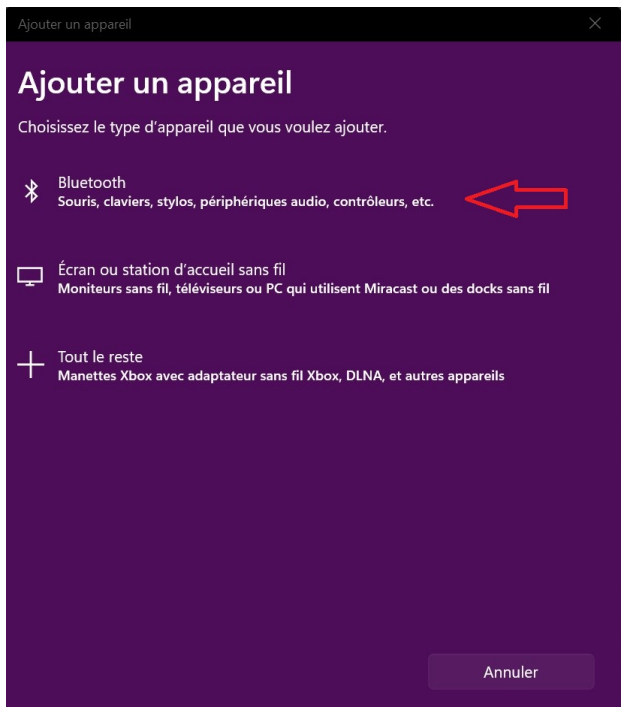 Ajouter un appareil
Ajouter un appareil
Choisissez le type d'appareil que vous voulez ajouter.
Bluetooth
Souris, claviers, stylos, périphériques audio, contrôleurs, etc.
Écran ou station d'accueil sans fil
Moniteurs sans fil, téléviseurs ou PC qui utilisent Miracast ou des docks sans fil
Tout le reste
Manettes Xbox avec adaptateur sans fil Xbox, DLNA, et autres appareils
Annuler